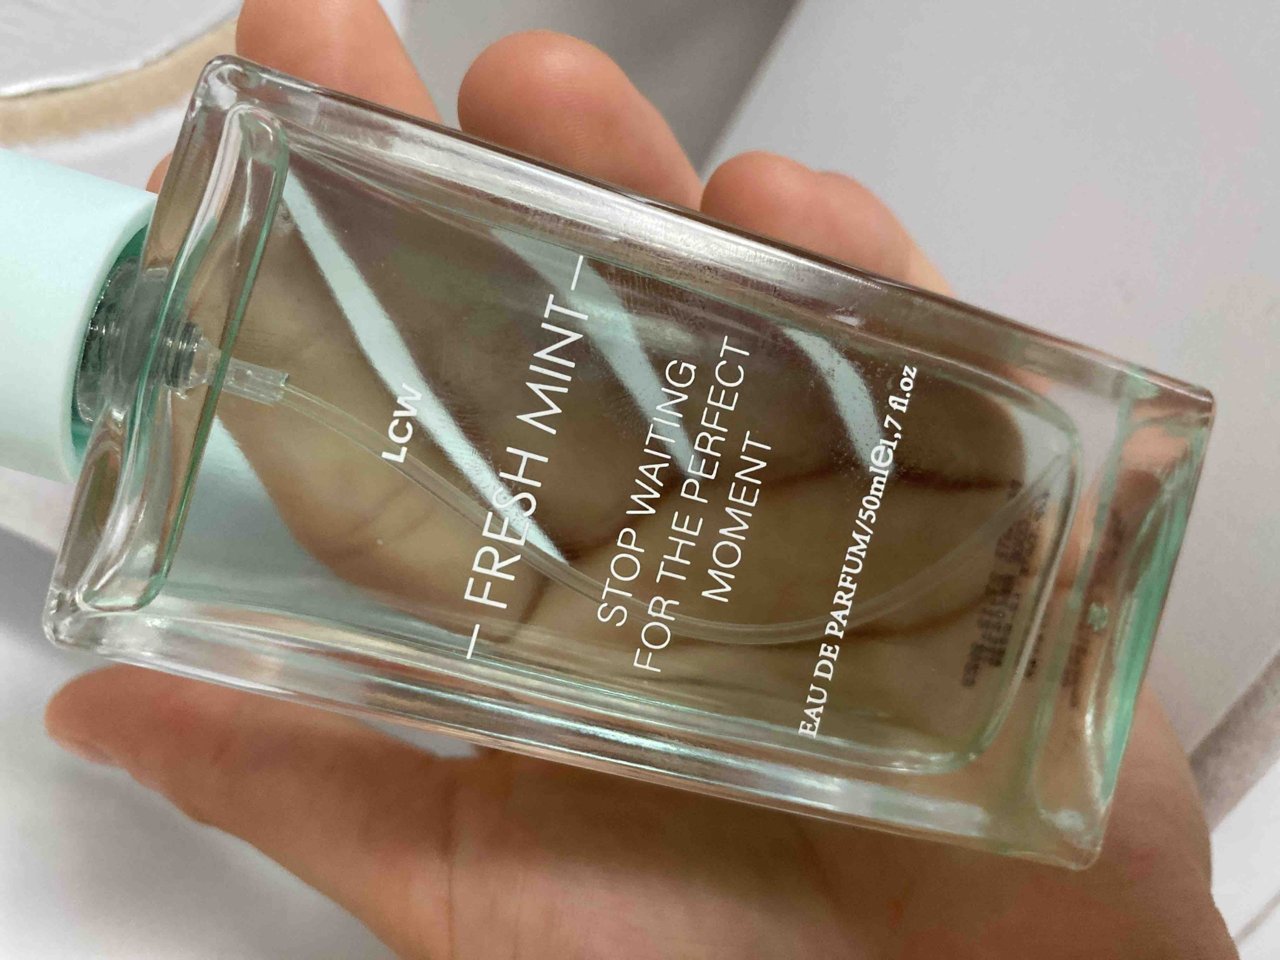 LCW
— FRESH MINT —
STOP WAITING
FOR THE PERFECT
MOMENT
EAU DE PARFUM/50ml℮1,7 fl.oz